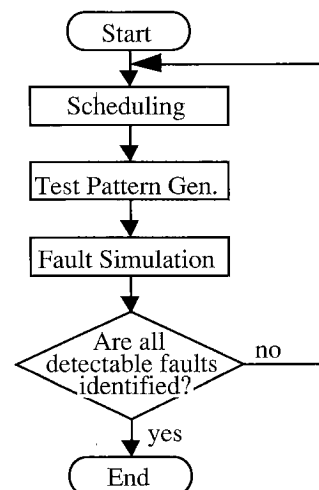 Start
Scheduling
Test Pattern Gen.
Fault Simulation
Are all
detectable faults
identified?
no
yes
End